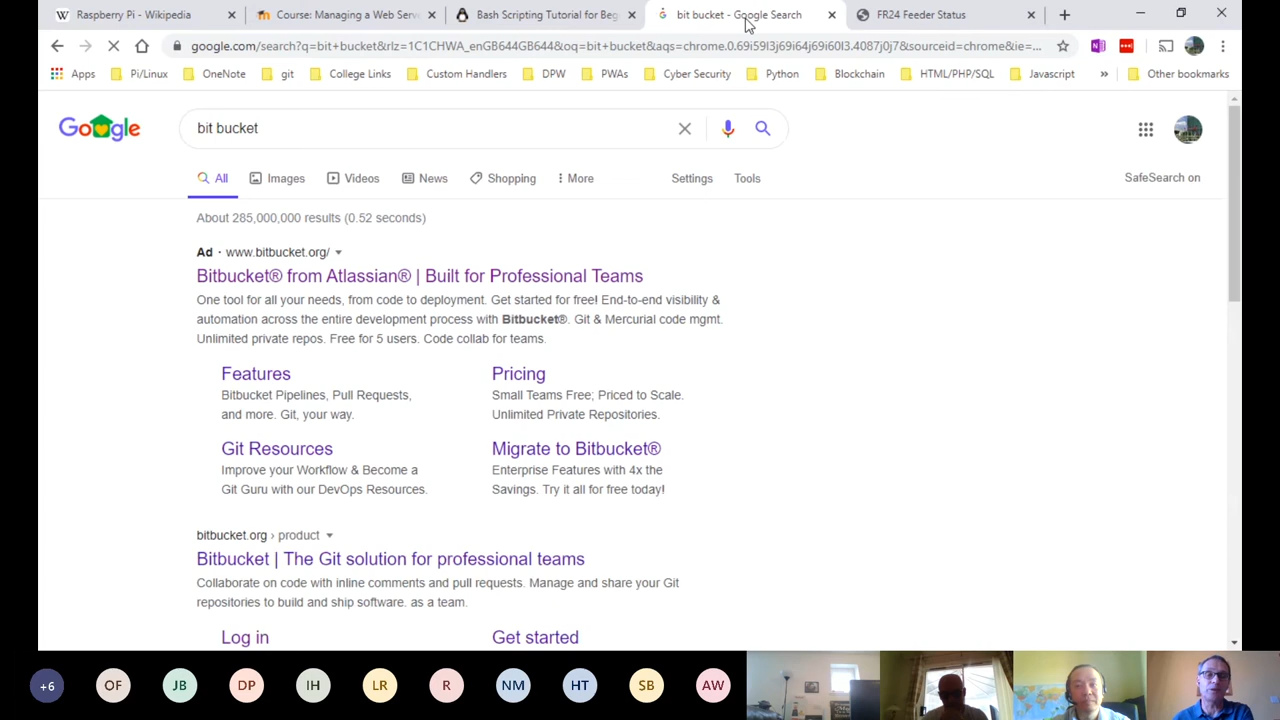 Raspberry Pi - Wikipedia
Course: Managing a Web Serv
Bash Scripting Tutorial for Beg
bit bucket - Google Search
FR24 Feeder Status
google.com/search?q=bit+bucket&rlz=1C1CHWA_enGB644GB644&oq=bit+bucket&aqs=chrome.0.69i59l3j69i64j69i60l3.4087j0j7&sourceid=chrome&ie=...
Apps Pi/Linux OneNote git College Links Custom Handlers DPW PWAs Cyber Security Python Blockchain HTML/PHP/SQL Javascript » Other bookmarks
Google
bit bucket
All Images Videos News Shopping More Settings Tools SafeSearch on
About 285,000,000 results (0.52 seconds)
Ad · www.bitbucket.org/
Bitbucket® from Atlassian® | Built for Professional Teams
One tool for all your needs, from code to deployment. Get started for free! End-to-end visibility &
automation across the entire development process with Bitbucket®. Git & Mercurial code mgmt.
Unlimited private repos. Free for 5 users. Code collab for teams.
Features
Bitbucket Pipelines, Pull Requests,
and more. Git, your way.
Pricing
Small Teams Free; Priced to Scale.
Unlimited Private Repositories.
Git Resources
Improve your Workflow & Become a
Git Guru with our DevOps Resources.
Migrate to Bitbucket®
Enterprise Features with 4x the
Savings. Try it all for free today!
bitbucket.org › product
Bitbucket | The Git solution for professional teams
Collaborate on code with inline comments and pull requests. Manage and share your Git
repositories to build and ship software. as a team.
Log in
Get started
+6 OF JB DP IH LR R NM HT SB AW